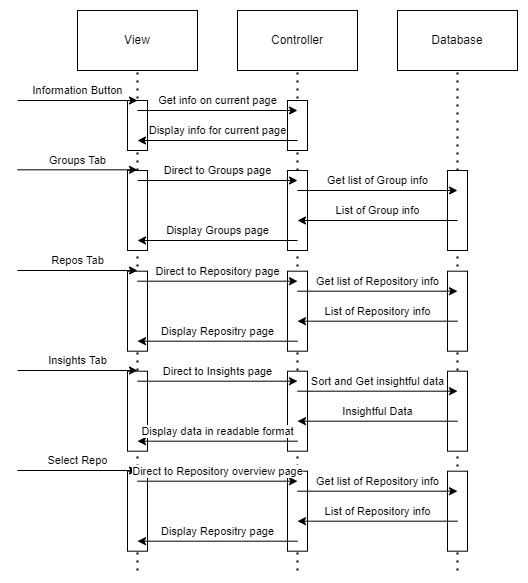 View
Controller
Database
Information Button
Get info on current page
Display info for current page
Groups Tab
Direct to Groups page
Get list of Group info
List of Group info
Display Groups page
Repos Tab
Direct to Repository page
Get list of Repository info
List of Repository info
Display Repositry page
Insights Tab
Direct to Insights page
Sort and Get insightful data
Insightful Data
Display data in readable format
Select Repo
Direct to Repository overview page
Get list of Repository info
List of Repository info
Display Repositry page